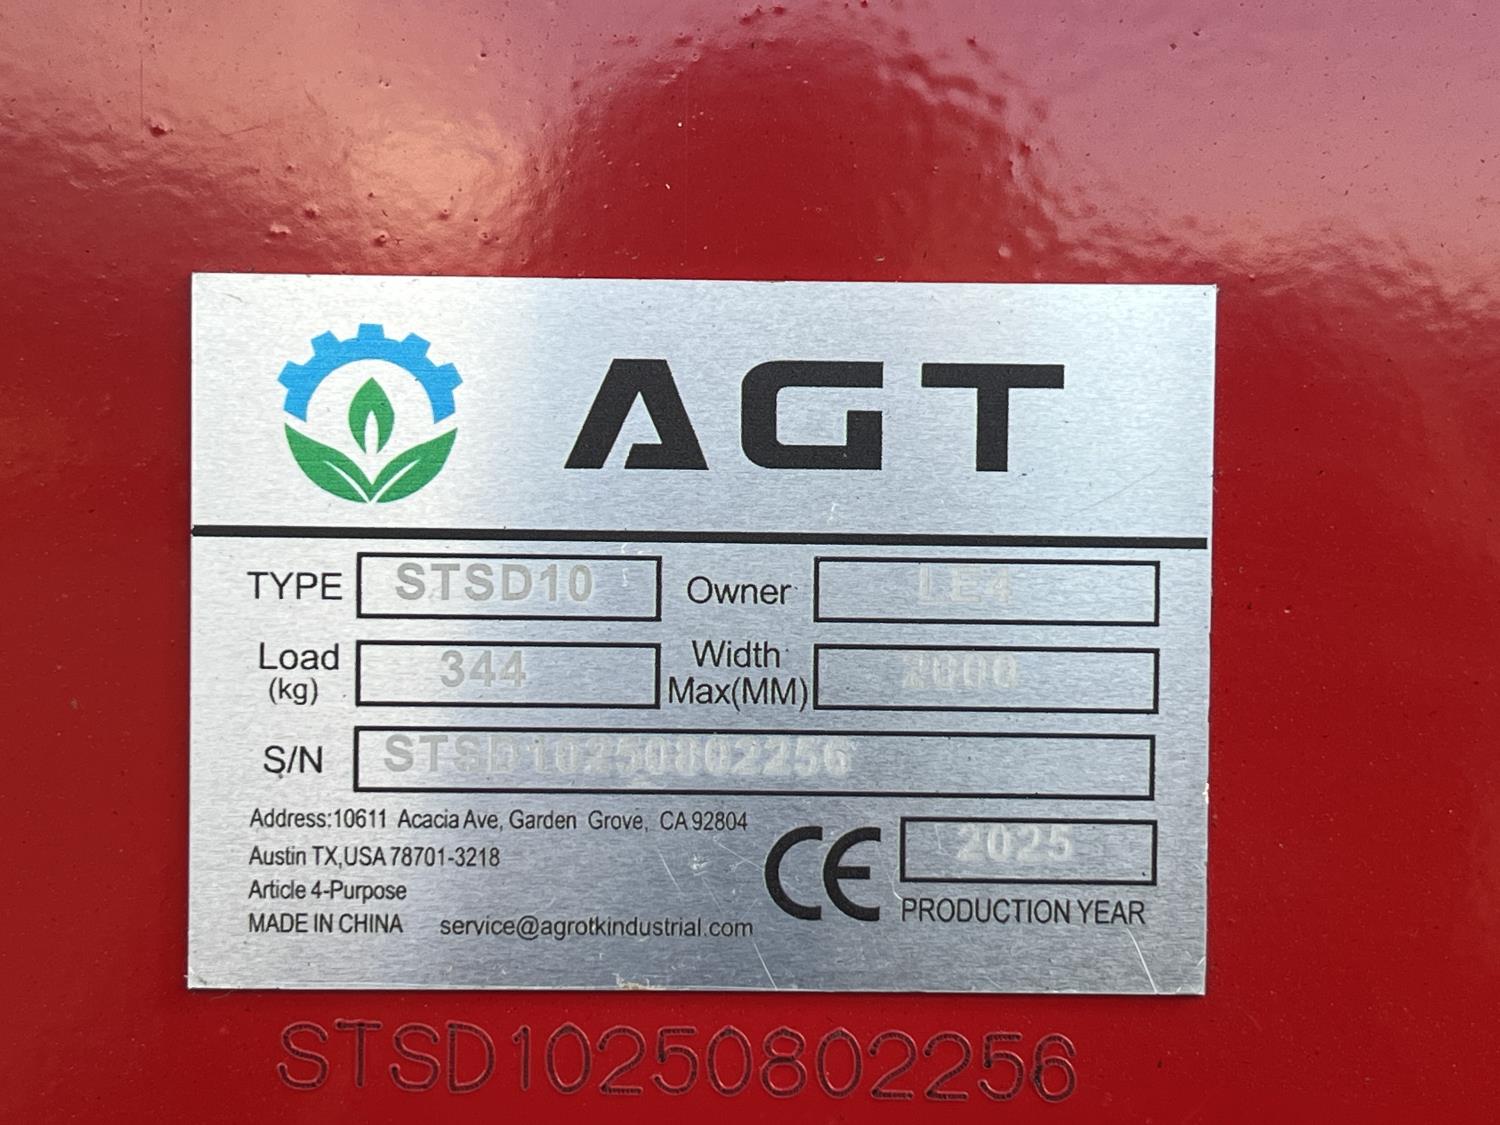 AGT
TYPE STSD10 Owner LE4
Load (kg) 344 Width Max(MM) 2000
S/N STSD10250802256
Address:10611 Acacia Ave, Garden Grove, CA 92804
Austin TX,USA 78701-3218
Article 4-Purpose
MADE IN CHINA service@agrotkindustrial.com
CE 2025
PRODUCTION YEAR
STSD10250802256